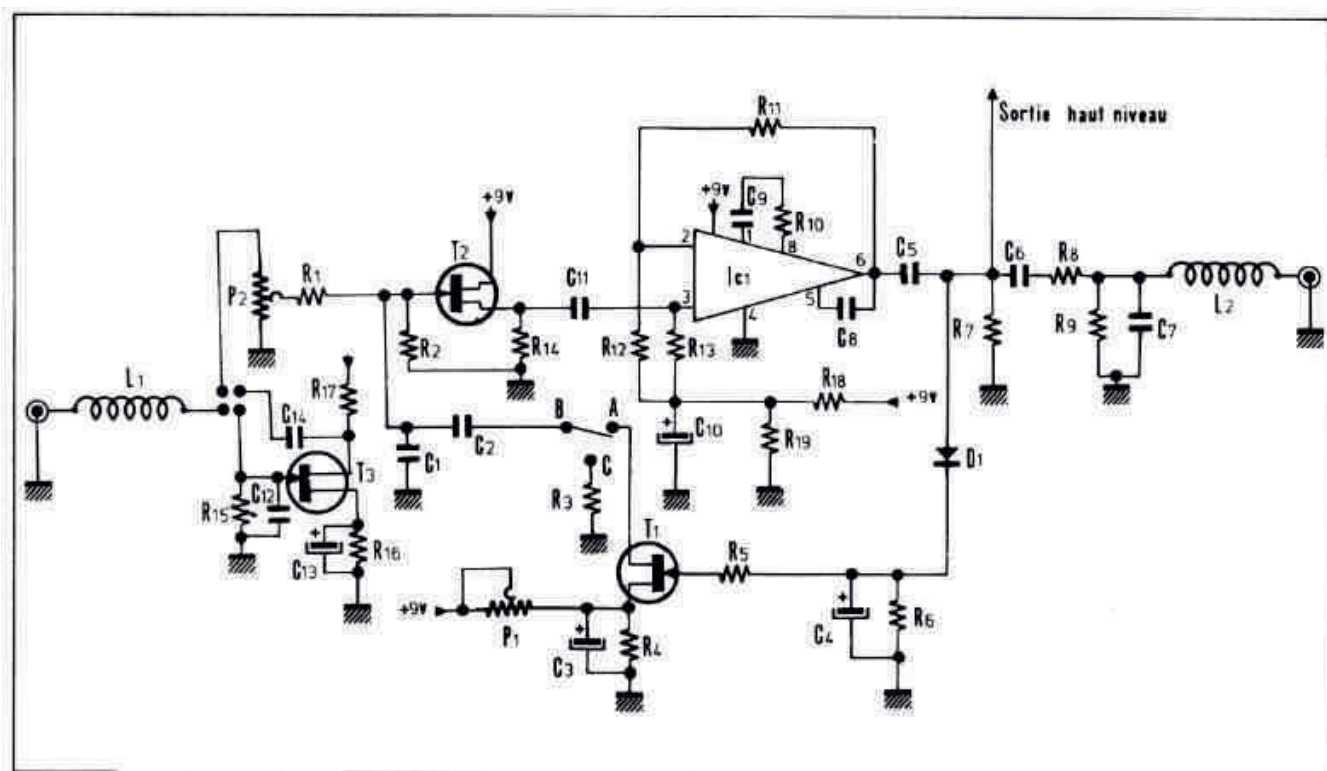 R11
Sortie haut niveau
+9v
+9v
C9
R10
T2
R1
P2
C11
2
1
8
6
C5
C6
R8
Ic1
3
5
4
L2
R2
R14
R12
R13
C8
R7
R9
C7
L1
R17
R18
+9v
C14
B
A
C10
R19
C1
C2
T3
C
D1
R15
C12
R3
C13
R16
T1
R5
+9v
P1
C3
R4
C4
R6